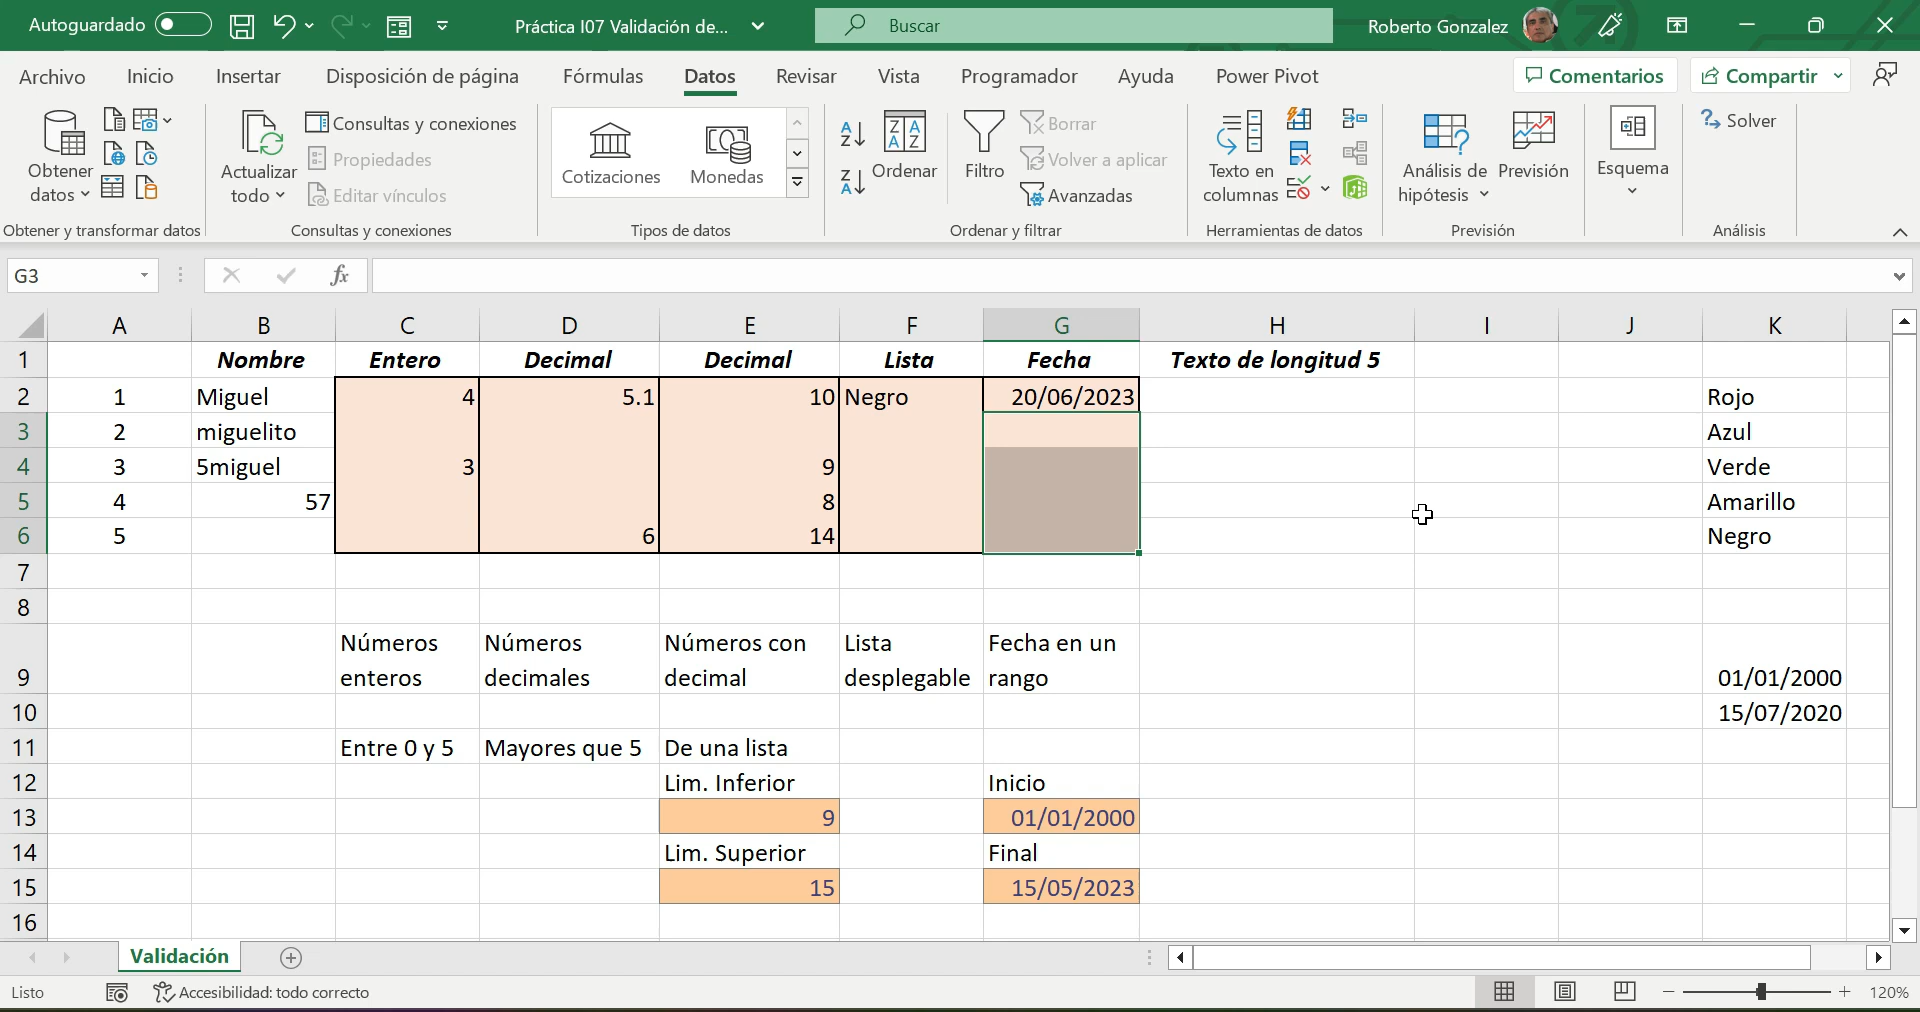 Autoguardado
Práctica I07 Validación de...
Buscar
Roberto Gonzalez
Archivo Inicio Insertar Disposición de página Fórmulas Datos Revisar Vista Programador Ayuda Power Pivot Comentarios Compartir
Obtener datos
Actualizar todo
Consultas y conexiones
Propiedades
Editar vínculos
Cotizaciones
Monedas
Ordenar
Filtro
Borrar
Volver a aplicar
Avanzadas
Texto en columnas
Análisis de hipótesis
Previsión
Esquema
Solver
Obtener y transformar datos
Consultas y conexiones
Tipos de datos
Ordenar y filtrar
Herramientas de datos
Previsión
Análisis
G3 fx
A B C D E F G H I J K
1 Nombre Entero Decimal Decimal Lista Fecha Texto de longitud 5
2 1 Miguel 4 5.1 10 Negro 20/06/2023 Rojo
3 2 miguelito Azul
4 3 5miguel 3 9 Verde
5 4 57 8 Amarillo
6 5 6 14 Negro
7
8
9 Números enteros Números decimales Números con decimal Lista desplegable Fecha en un rango 01/01/2000
10 15/07/2020
11 Entre 0 y 5 Mayores que 5 De una lista
12 Lim. Inferior Inicio
13 9 01/01/2000
14 Lim. Superior Final
15 15 15/05/2023
16
Validación
Listo
Accesibilidad: todo correcto
120%